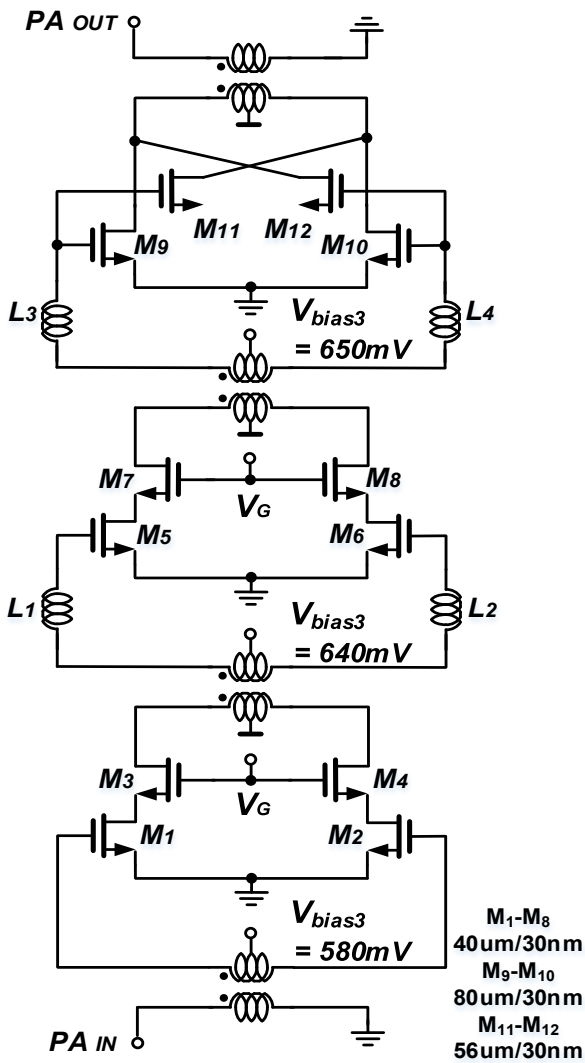 PA OUT
M11
M12
M9
M10
L3
Vbias3
= 650mV
L4
M7
M8
VG
M5
M6
L1
Vbias3
= 640mV
L2
M3
M4
VG
M1
M2
Vbias3
= 580mV
PA IN
M1-M8
40um/30nm
M9-M10
80um/30nm
M11-M12
56um/30nm